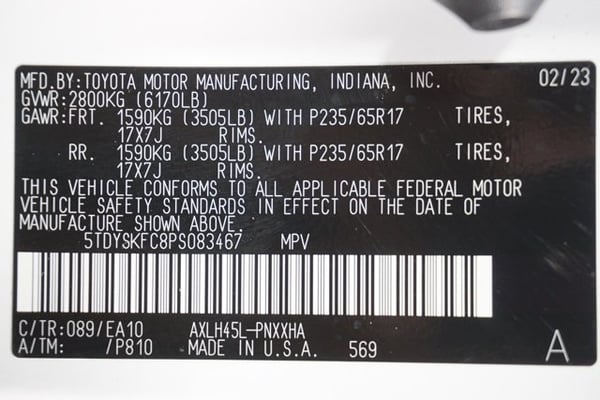 MFD.BY:TOYOTA MOTOR MANUFACTURING, INDIANA, INC. 02/23
GVWR:2800KG (6170LB)
GAWR:FRT. 1590KG (3505LB) WITH P235/65R17 TIRES,
17X7J RIMS.
RR. 1590KG (3505LB) WITH P235/65R17 TIRES,
17X7J RIMS.
THIS VEHICLE CONFORMS TO ALL APPLICABLE FEDERAL MOTOR
VEHICLE SAFETY STANDARDS IN EFFECT ON THE DATE OF
MANUFACTURE SHOWN ABOVE.
5TDYSKFC8PS083467 MPV
C/TR:089/EA10 AXLH45L-PNXXHA
A/TM: /P810 MADE IN U.S.A. 569 A